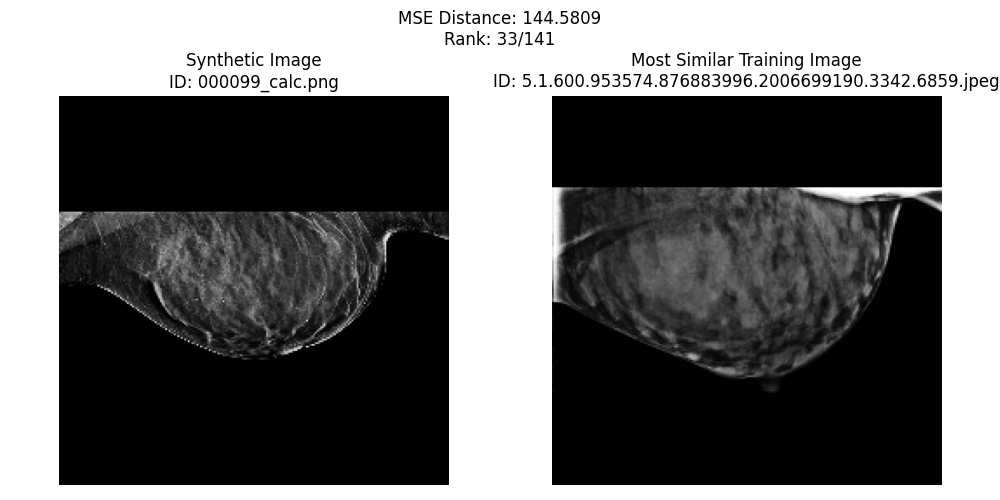 MSE Distance: 144.5809
Rank: 33/141
Synthetic Image
ID: 000099_calc.png
Most Similar Training Image
ID: 5.1.600.953574.876883996.2006699190.3342.6859.jpeg